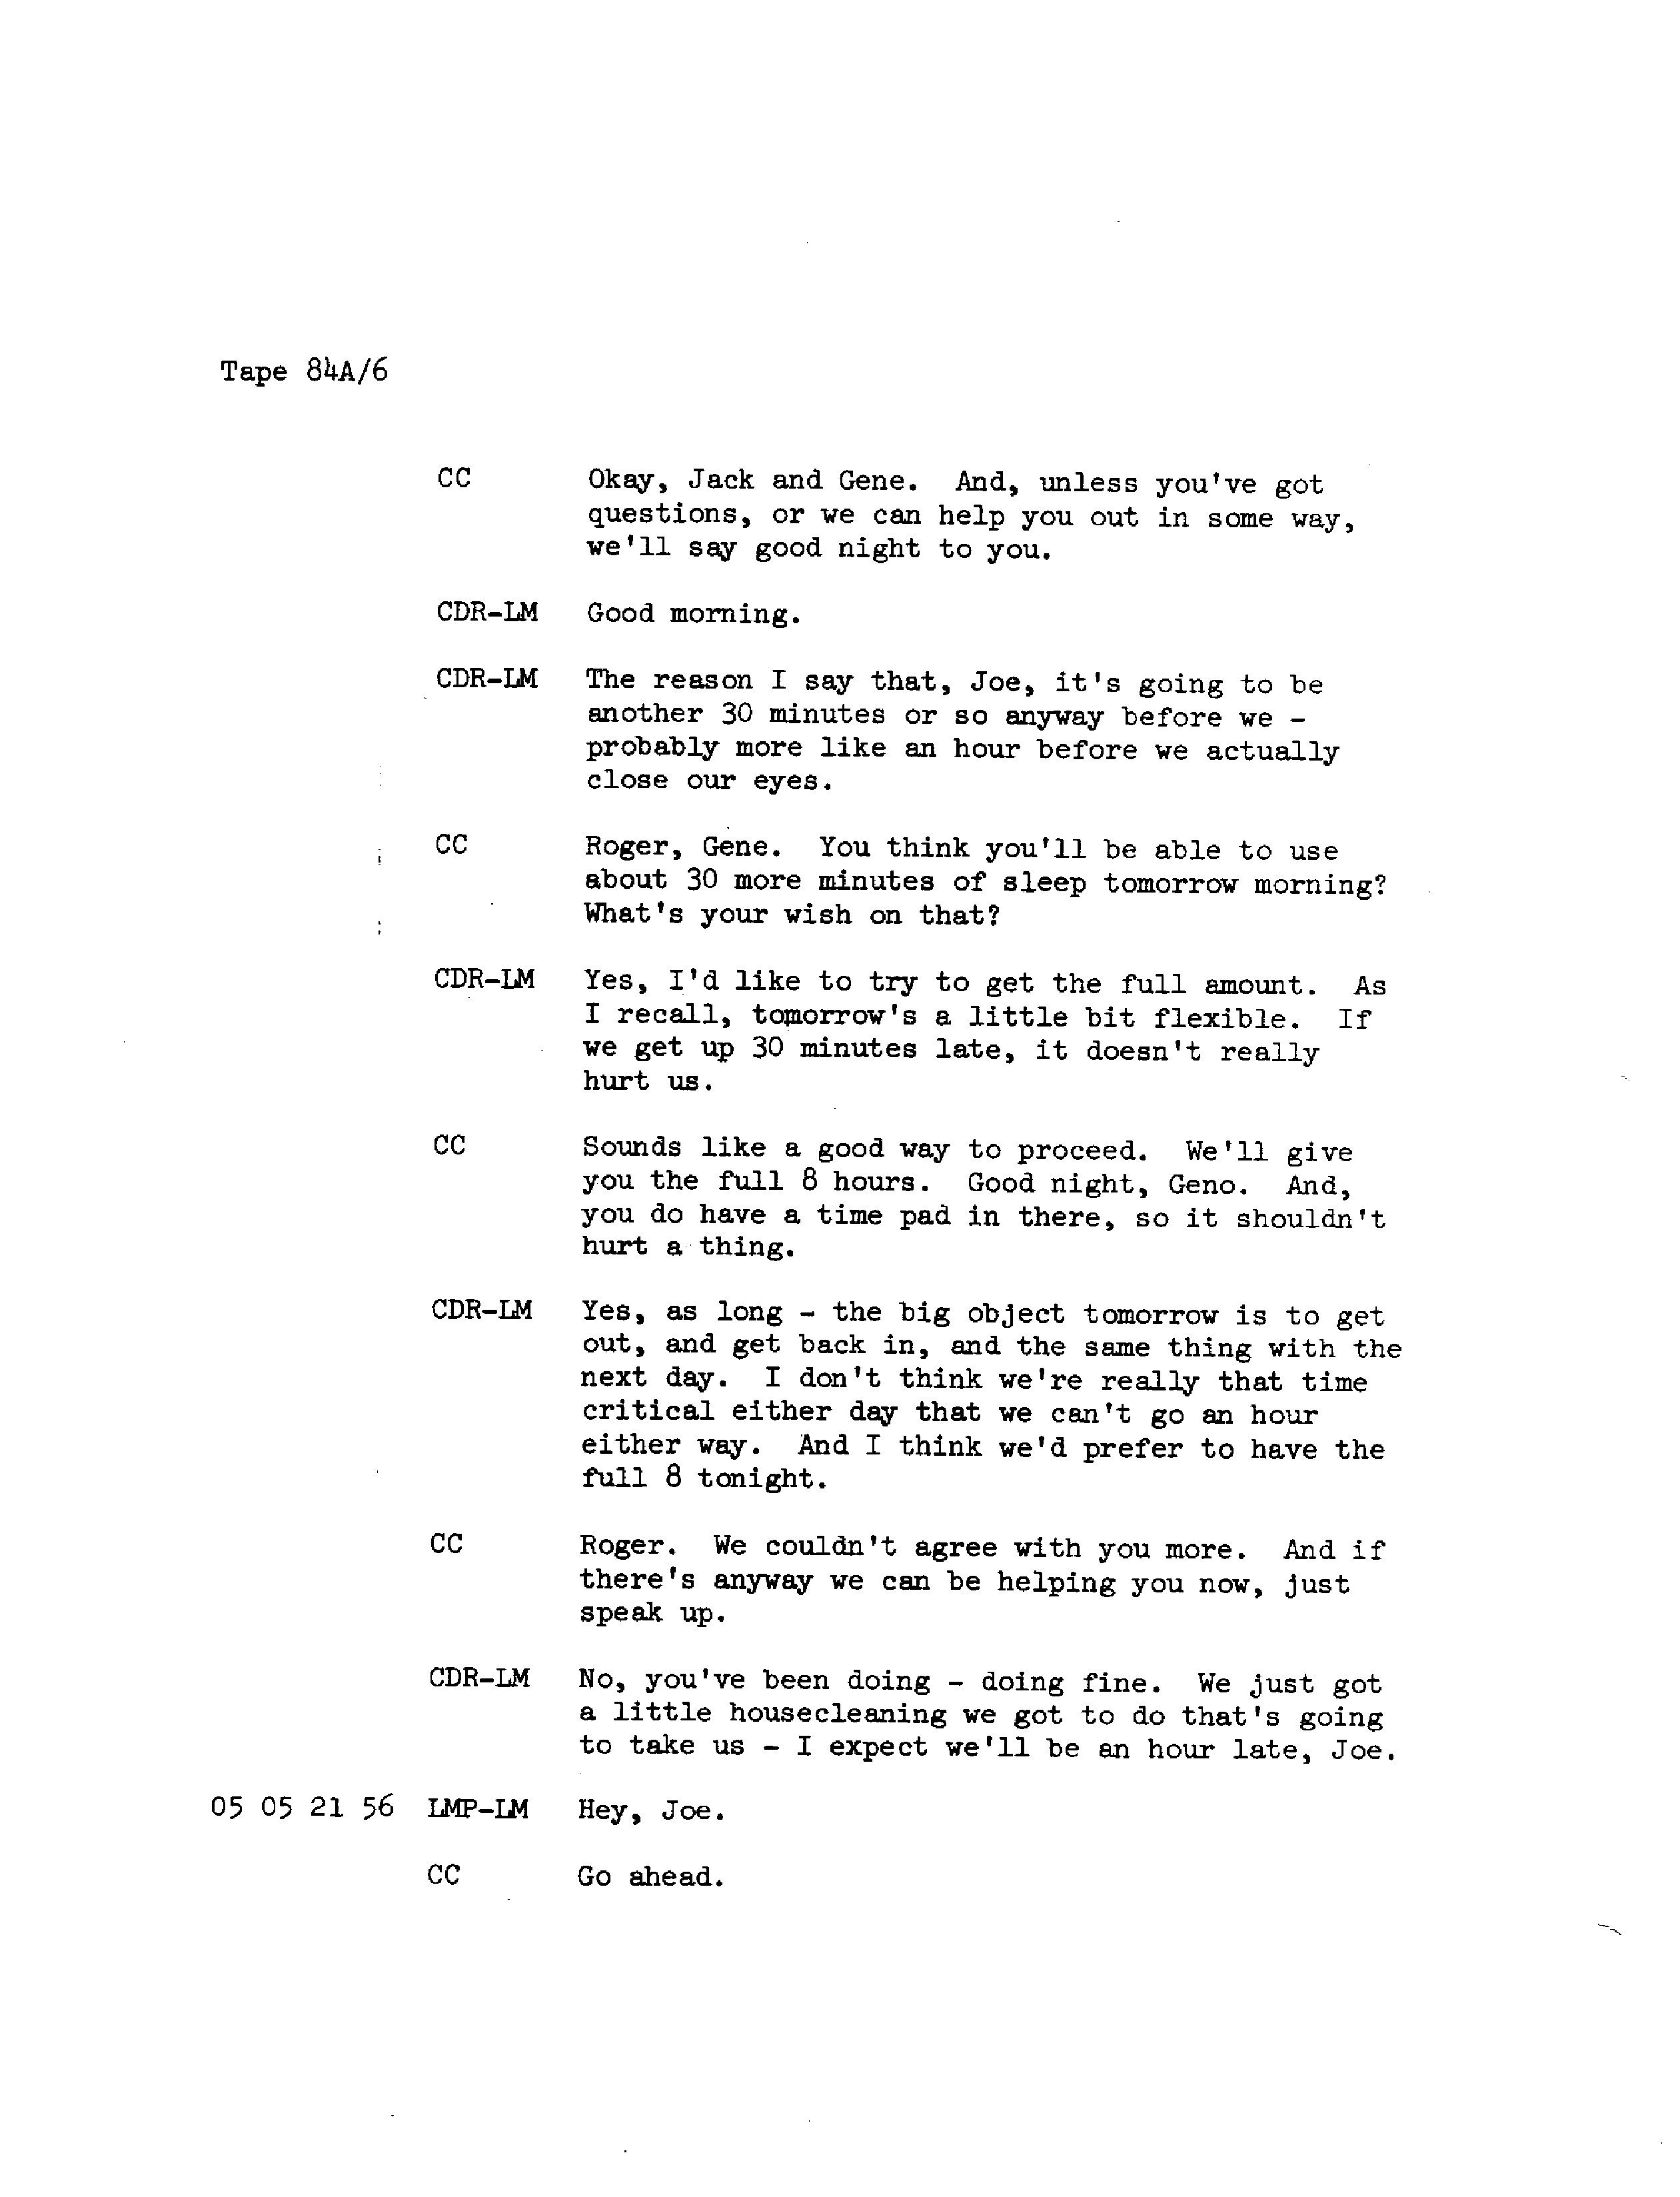 Tape 84A/6
CC Okay, Jack and Gene. And, unless you've got
questions, or we can help you out in some way,
we'll say good night to you.
CDR-LM Good morning.
CDR-LM The reason I say that, Joe, it's going to be
another 30 minutes or so anyway before we -
probably more like an hour before we actually
close our eyes.
CC Roger, Gene. You think you'll be able to use
about 30 more minutes of sleep tomorrow morning?
What's your wish on that?
CDR-LM Yes, I'd like to try to get the full amount. As
I recall, tomorrow's a little bit flexible. If
we get up 30 minutes late, it doesn't really
hurt us.
CC Sounds like a good way to proceed. We'll give
you the full 8 hours. Good night, Geno. And,
you do have a time pad in there, so it shouldn't
hurt a thing.
CDR-LM Yes, as long - the big object tomorrow is to get
out, and get back in, and the same thing with the
next day. I don't think we're really that time
critical either day that we can't go an hour
either way. And I think we'd prefer to have the
full 8 tonight.
CC Roger. We couldn't agree with you more. And if
there's anyway we can be helping you now, just
speak up.
CDR-LM No, you've been doing - doing fine. We just got
a little housecleaning we got to do that's going
to take us - I expect we'll be an hour late, Joe.
05 05 21 56 LMP-LM Hey, Joe.
CC Go ahead.